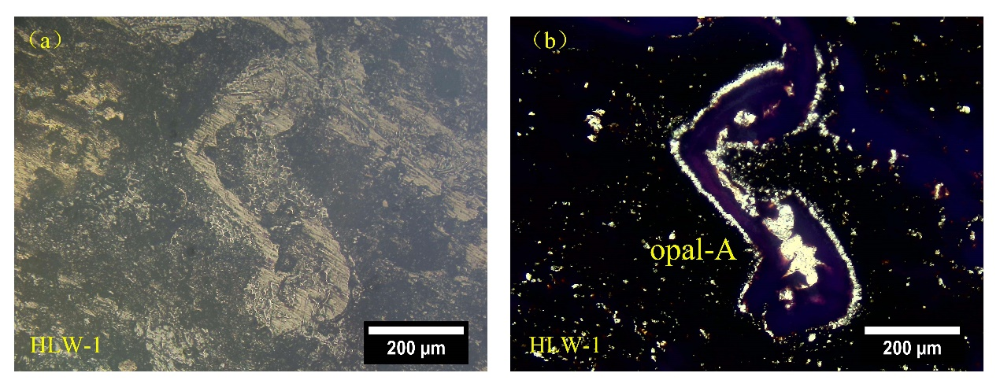 （a）
HLW-1
200 μm
（b）
opal-A
HLW-1
200 μm